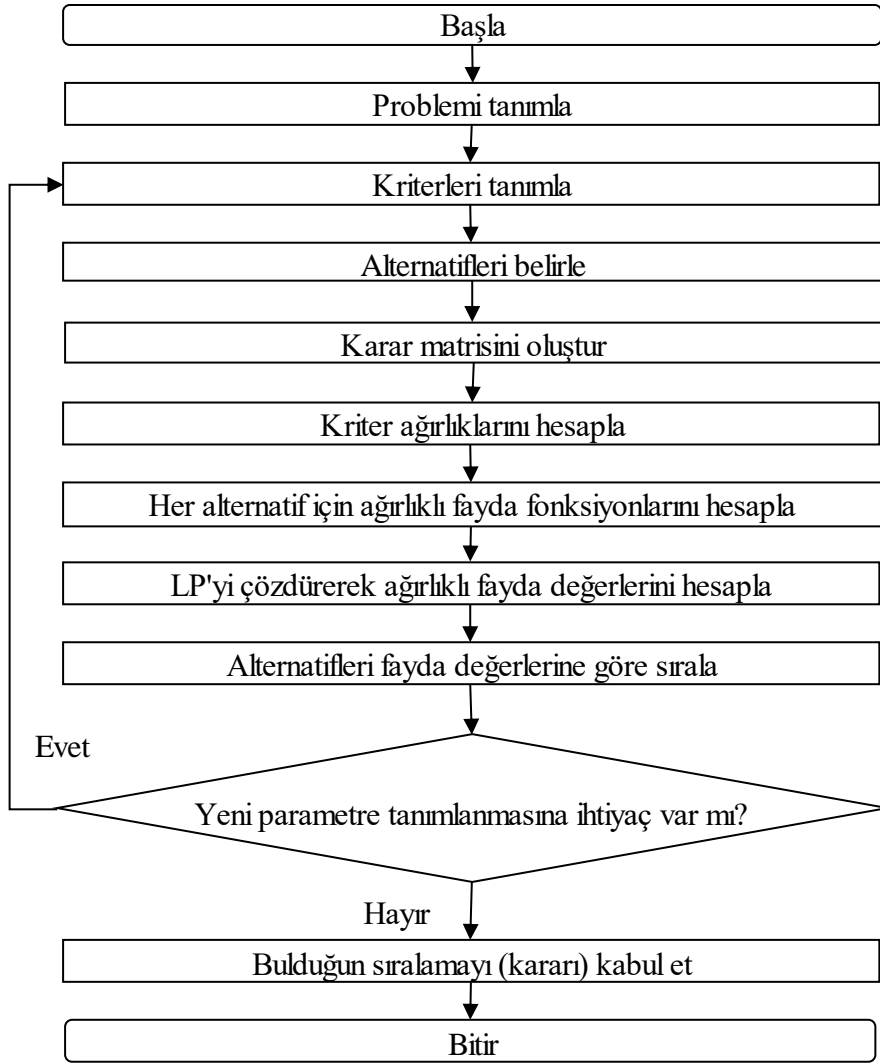 Başla
Problemi tanımla
Kriterleri tanımla
Alternatifleri belirle
Karar matrisini oluştur
Kriter ağırlıklarını hesapla
Her alternatif için ağırlıklı fayda fonksiyonlarını hesapla
LP'yi çözdürerek ağırlıklı fayda değerlerini hesapla
Alternatifleri fayda değerlerine göre sırala
Evet
Yeni parametre tanımlanmasına ihtiyaç var mı?
Hayır
Bulduğun sıralamayı (kararı) kabul et
Bitir